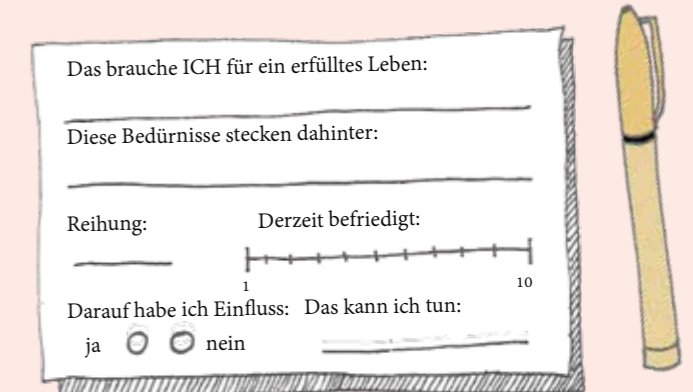 Das brauche ICH für ein erfülltes Leben:
Diese Bedürnisse stecken dahinter:
Reihung: Derzeit befriedigt:
1 10
Darauf habe ich Einfluss: Das kann ich tun:
ja nein